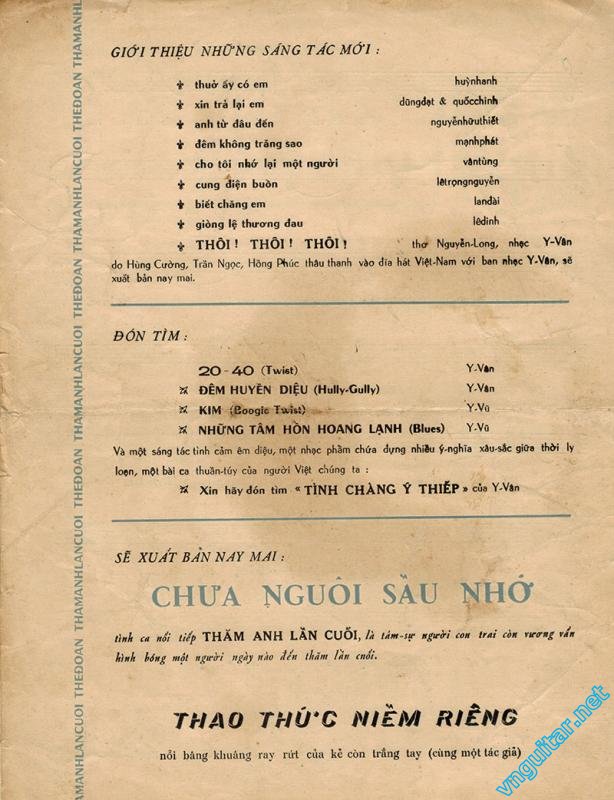 GIỚI THIỆU NHỮNG SÁNG TÁC MỚI :
thuở ấy có em huỳnhanh
xin trả lại em dũngđạt & quốcchinh
anh từ đâu đến nguyễnhữuthiết
đêm không trăng sao mạnhphát
cho tôi nhớ lại một người vântùng
cung điện buồn lêtrọngnguyễn
biết chăng em lanđài
giòng lệ thương đau lêdinh
THÔI ! THÔI ! THÔI ! thơ Nguyễn-Long, nhạc Y-Vân
do Hùng Cường, Trần Ngọc, Hồng Phúc thâu thanh vào đĩa hát Việt-Nam với ban nhạc Y-Vân, sẽ
xuất bản nay mai.
ĐÓN TÌM :
20 - 40 (Twist) Y-Vân
ĐÊM HUYỀN DIỆU (Hully-Gully) Y-Vân
KIM (Boogie Twist) Y-Vũ
NHỮNG TÂM HỒN HOANG LẠNH (Blues) Y-Vũ
Và một sáng tác tình cảm êm dịu, một nhạc phẩm chứa dựng nhiều ý-nghĩa xâu-sắc giữa thời ly
loạn, một bài ca thuần-túy của người Việt chúng ta :
Xin hãy đón tìm « TÌNH CHÀNG Ý THIẾP » của Y-Vân
SẼ XUẤT BẢN NAY MAI :
CHƯA NGUÔI SẦU NHỚ
tình ca nối tiếp THĂM ANH LẦN CUỐI, là tâm-sự người con trai còn vương vấn
hình bóng một người ngày nào đến thăm lần cuối.
THAO THỨC NIỀM RIÊNG
nỗi bâng khuâng ray rứt của kẻ còn trắng tay (cùng một tác giả)
THEĐOAN THAMANHLANCUOI THEĐOAN THAMANHLANCUOI THEĐOAN THAMANHLANCUOI THEĐOAN THAMANH
vnguitar.net